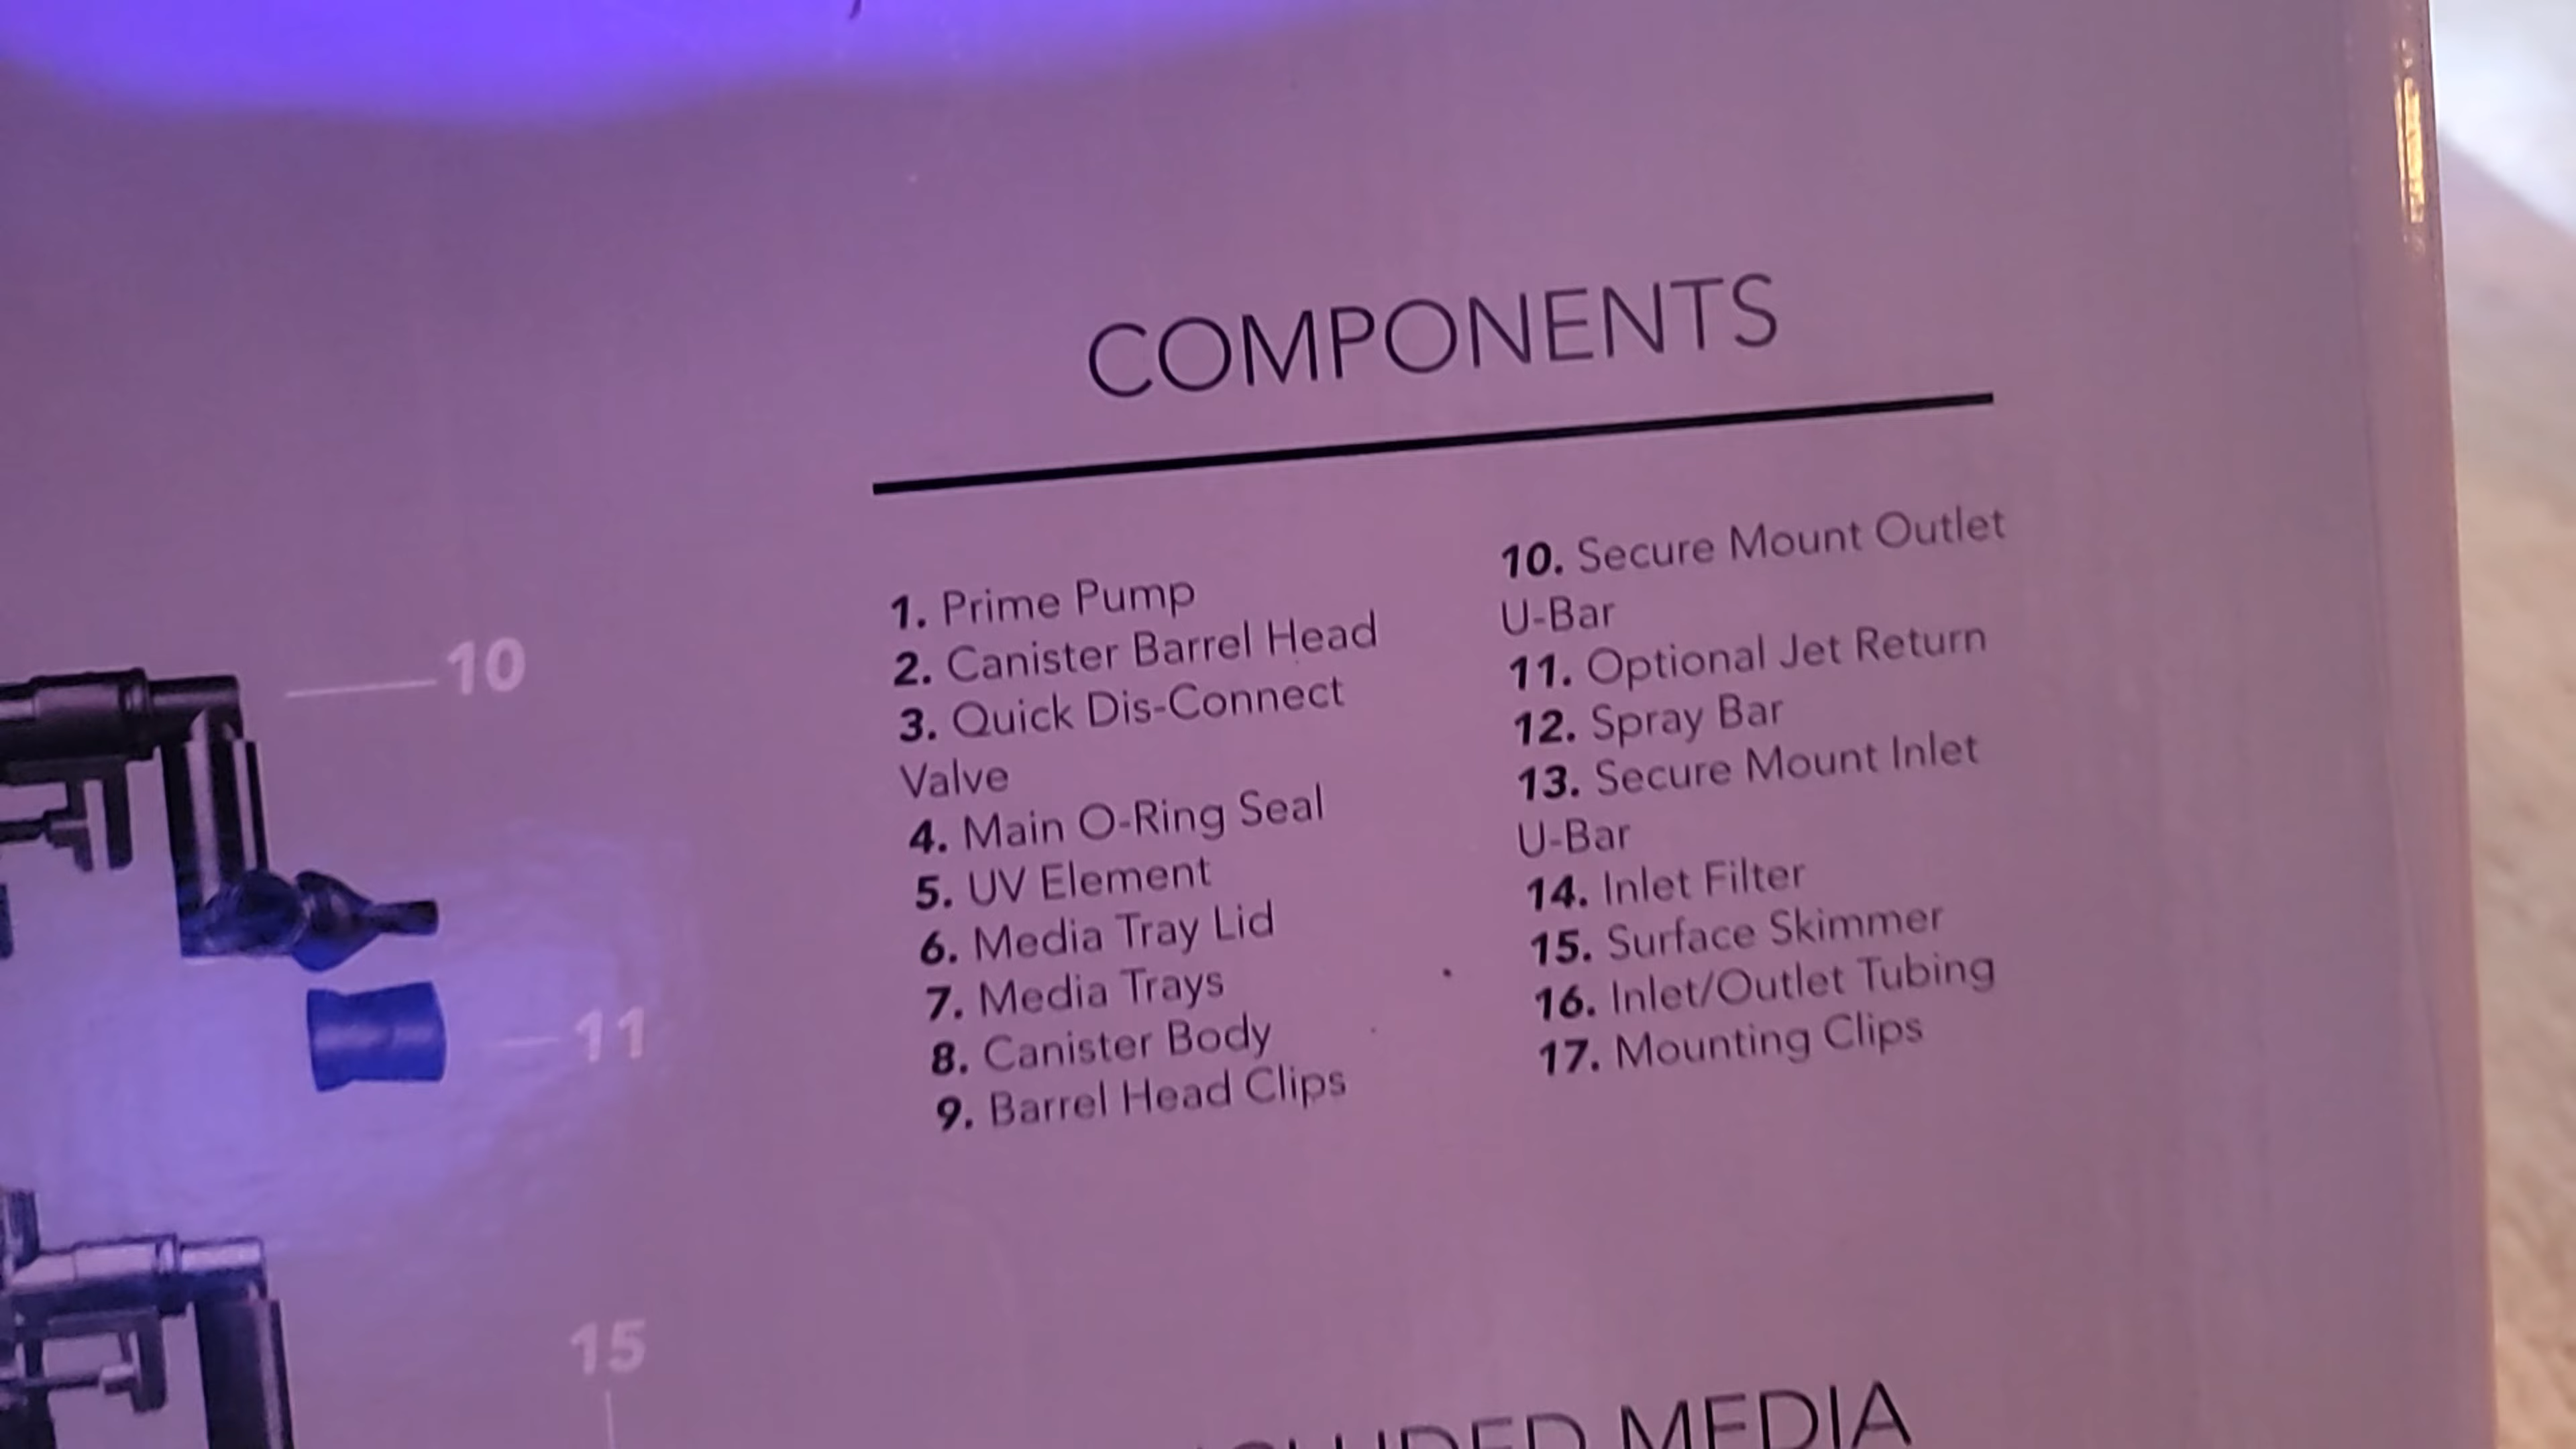 COMPONENTS
1. Prime Pump
2. Canister Barrel Head
3. Quick Dis-Connect
Valve
4. Main O-Ring Seal
5. UV Element
6. Media Tray Lid
7. Media Trays
8. Canister Body
9. Barrel Head Clips
10. Secure Mount Outlet
U-Bar
11. Optional Jet Return
12. Spray Bar
13. Secure Mount Inlet
U-Bar
14. Inlet Filter
15. Surface Skimmer
16. Inlet/Outlet Tubing
17. Mounting Clips
10
11
15
MEDIA